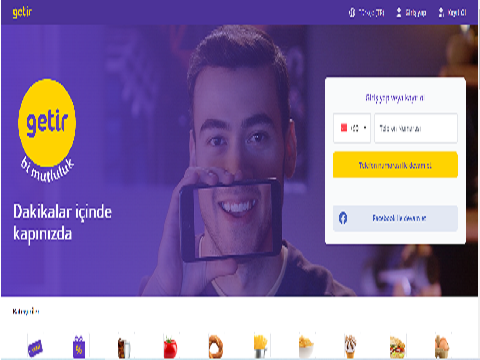 getir
Türkçe (TR)
Giriş yap
Kayıt Ol
getir
bi mutluluk
Dakikalar içinde
kapınızda
Giriş yap veya kayıt ol
+90
Telefon Numarası
Telefon numarası ile devam et
Facebook ile devam et
Kategoriler
%